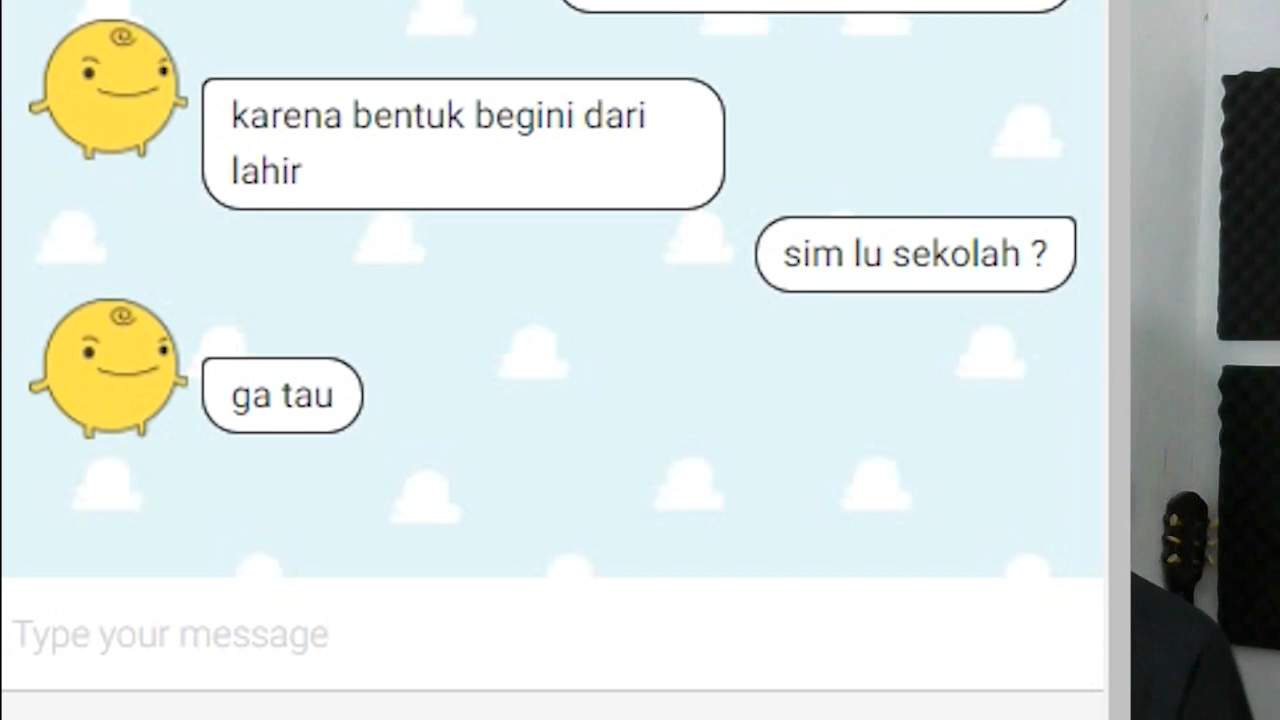 karena bentuk begini dari
lahir
sim lu sekolah ?
ga tau
Type your message